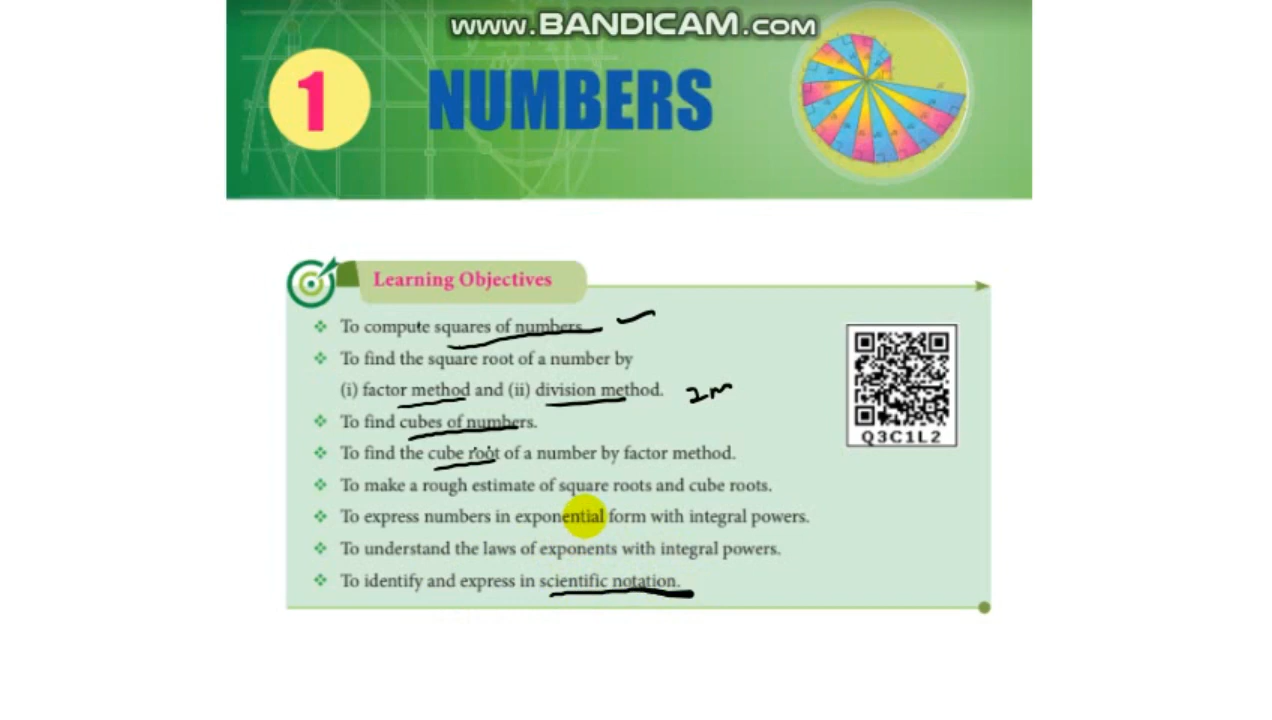 www.BANDICAM.com
1 NUMBERS
Learning Objectives
❖ To compute squares of numbers.
❖ To find the square root of a number by
(i) factor method and (ii) division method. 2m
❖ To find cubes of numbers.
❖ To find the cube root of a number by factor method.
❖ To make a rough estimate of square roots and cube roots.
❖ To express numbers in exponential form with integral powers.
❖ To understand the laws of exponents with integral powers.
❖ To identify and express in scientific notation.
Q3C1L2